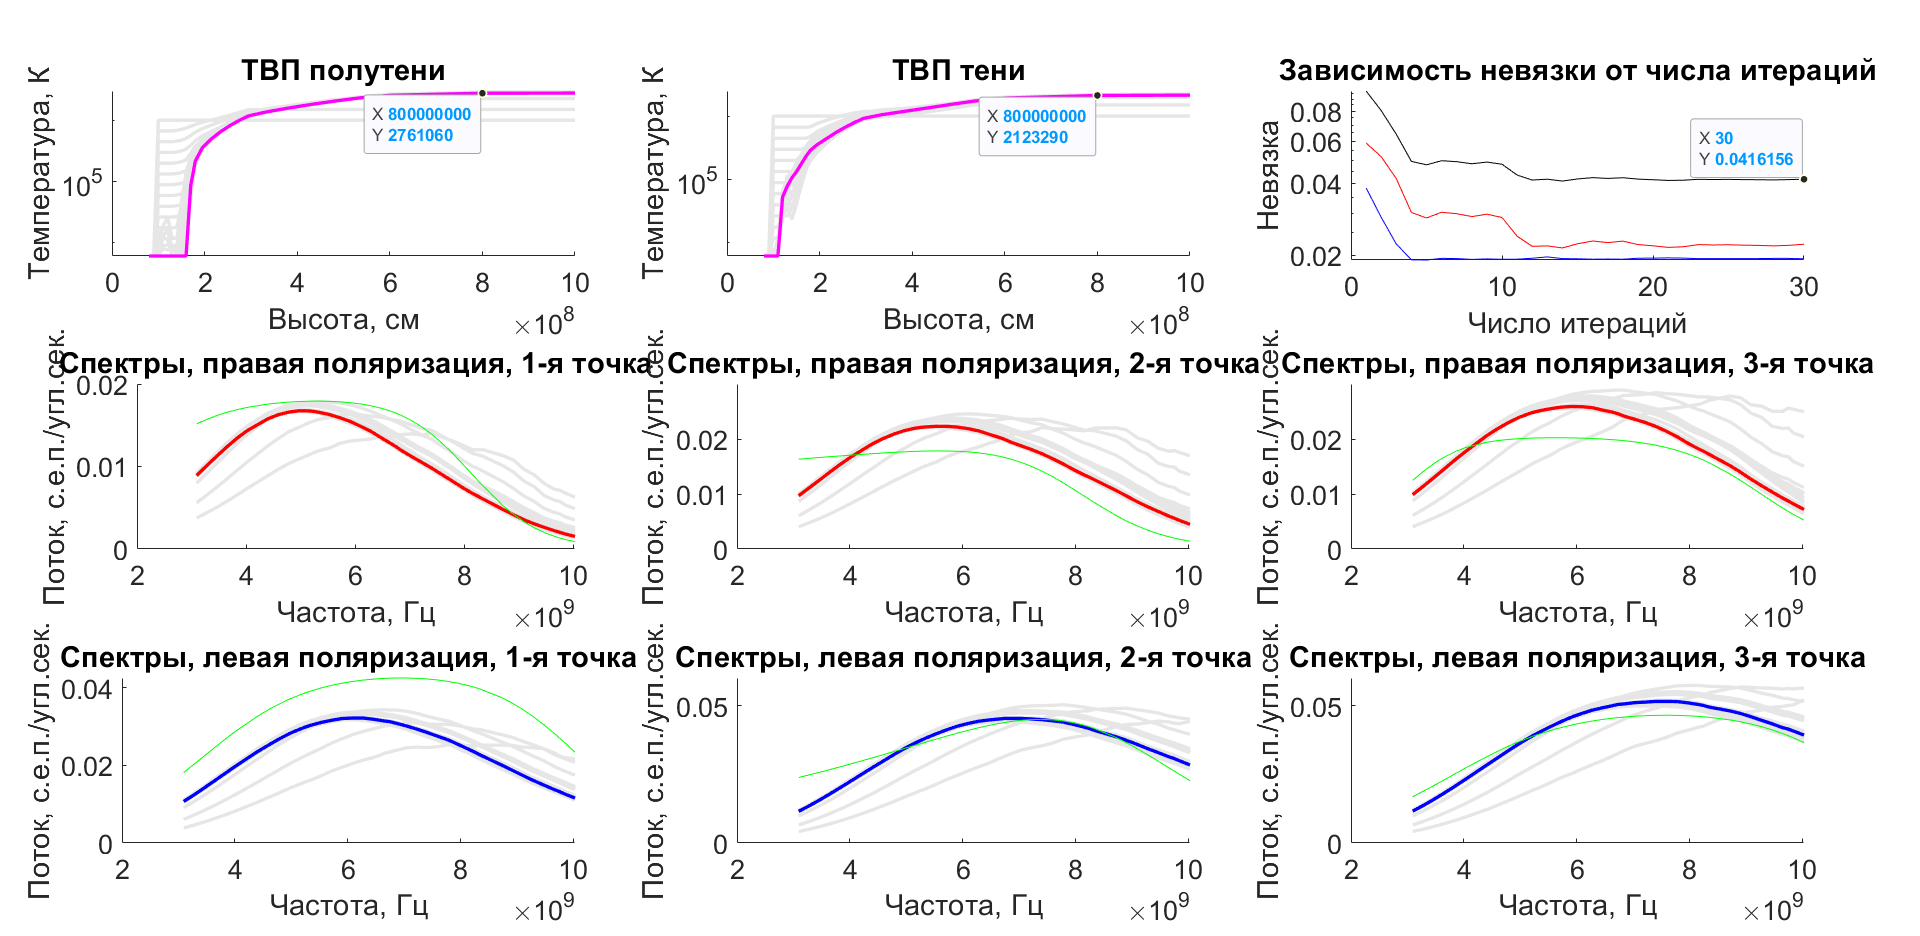 ТВП полутени
Температура, К
10^5
X 800000000
Y 2761060
0 2 4 6 8 10
Высота, см
×10^8
ТВП тени
Температура, К
10^5
X 800000000
Y 2123290
0 2 4 6 8 10
Высота, см
×10^8
Зависимость невязки от числа итераций
Невязка
0.08
0.06
0.04
0.02
X 30
Y 0.0416156
0 10 20 30
Число итераций
Спектры, правая поляризация, 1-я точка
Поток, с.е.п./угл.сек.
0.02
0.01
0
2 4 6 8 10
Частота, Гц
×10^9
Спектры, правая поляризация, 2-я точка
Поток, с.е.п./угл.сек.
0.02
0.01
0
2 4 6 8 10
Частота, Гц
×10^9
Спектры, правая поляризация, 3-я точка
Поток, с.е.п./угл.сек.
0.02
0.01
0
2 4 6 8 10
Частота, Гц
×10^9
Спектры, левая поляризация, 1-я точка
Поток, с.е.п./угл.сек.
0.04
0.02
0
2 4 6 8 10
Частота, Гц
×10^9
Спектры, левая поляризация, 2-я точка
Поток, с.е.п./угл.сек.
0.05
0
2 4 6 8 10
Частота, Гц
×10^9
Спектры, левая поляризация, 3-я точка
Поток, с.е.п./угл.сек.
0.05
0
2 4 6 8 10
Частота, Гц
×10^9